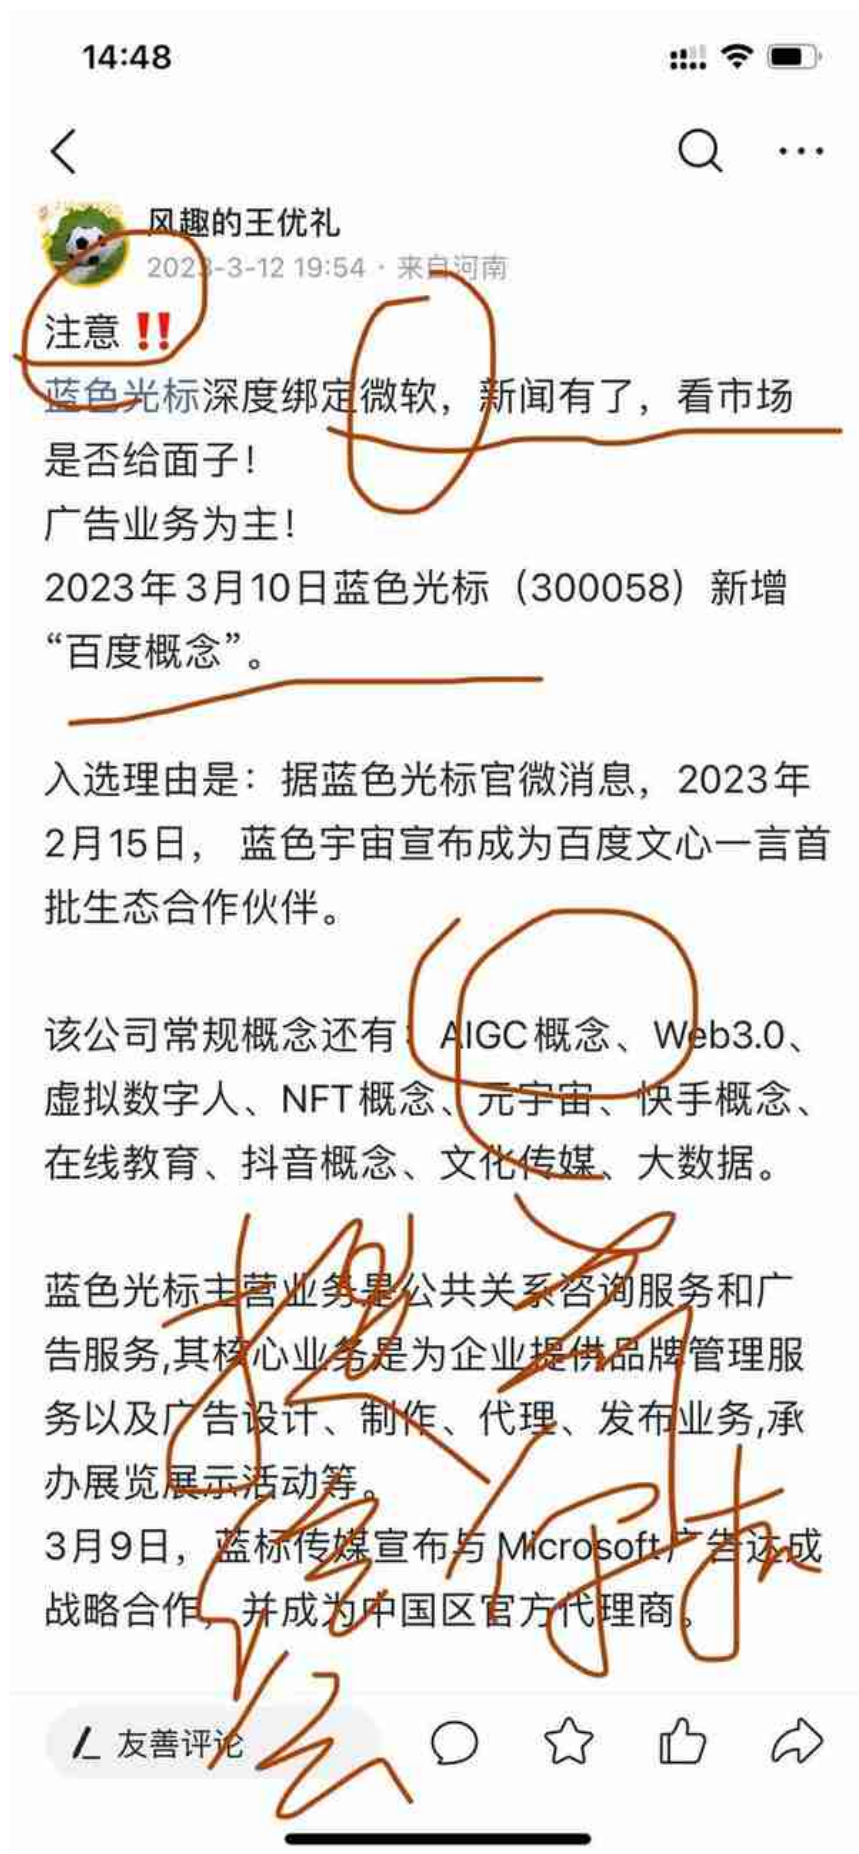 14:48
风趣的王优礼
2023-3-12 19:54 · 来自河南
注意‼️
蓝色光标深度绑定微软，新闻有了，看市场
是否给面子！
广告业务为主！
2023年3月10日蓝色光标（300058）新增
“百度概念”。
入选理由是：据蓝色光标官微消息，2023年
2月15日， 蓝色宇宙宣布成为百度文心一言首
批生态合作伙伴。
该公司常规概念还有：AIGC概念、Web3.0、
虚拟数字人、NFT概念、元宇宙、快手概念、
在线教育、抖音概念、文化传媒、大数据。
蓝色光标主营业务是公共关系咨询服务和广
告服务,其核心业务是为企业提供品牌管理服
务以及广告设计、制作、代理、发布业务,承
办展览展示活动等。
3月9日，蓝标传媒宣布与Microsoft广告达成
战略合作，并成为中国区官方代理商。
友善评论